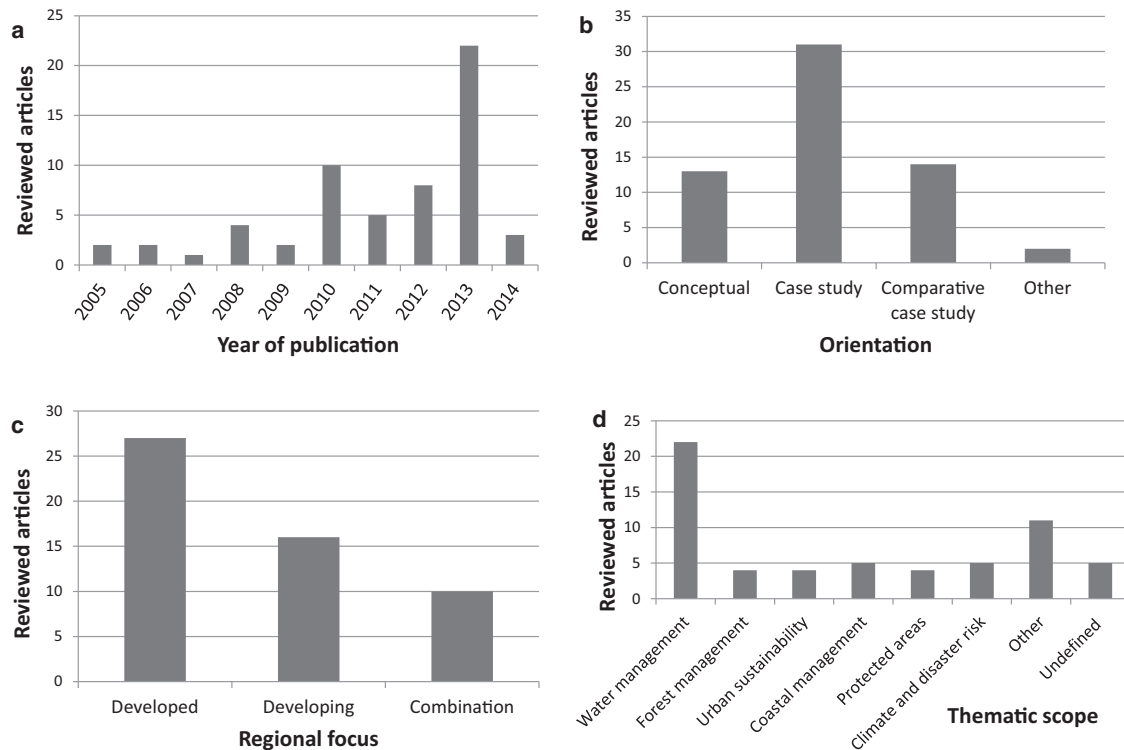 a
25
20
15
10
5
0
Reviewed articles
2005
2006
2007
2008
2009
2010
2011
2012
2013
2014
Year of publication
b
35
30
25
20
15
10
5
0
Reviewed articles
Conceptual
Case study
Comparative
case study
Other
Orientation
c
30
25
20
15
10
5
0
Reviewed articles
Developed
Developing
Combination
Regional focus
d
25
20
15
10
5
0
Reviewed articles
Water management
Forest management
Urban sustainability
Coastal management
Protected areas
Climate and disaster risk
Other
Undefined
Thematic scope